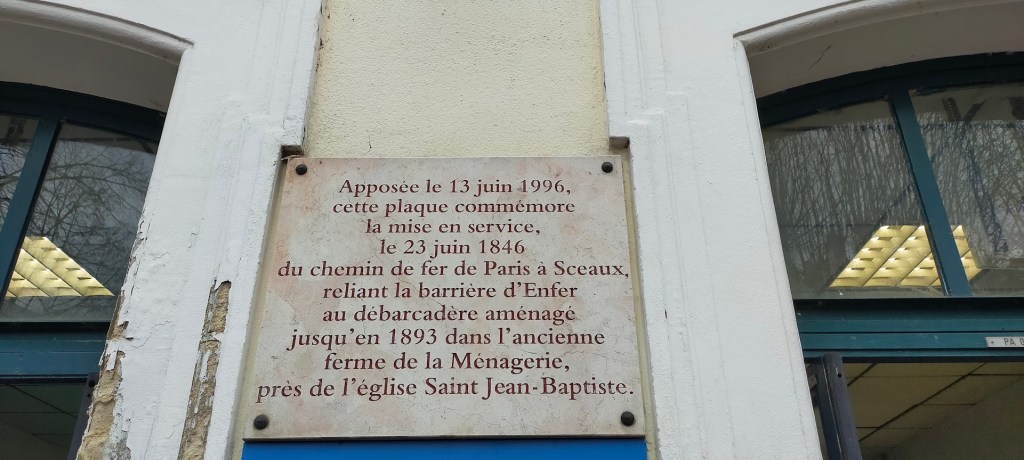 Apposée le 13 juin 1996,
cette plaque commémore
la mise en service,
le 23 juin 1846
du chemin de fer de Paris à Sceaux,
reliant la barrière d'Enfer
au débarcadère aménagé
jusqu'en 1893 dans l'ancienne
ferme de la Ménagerie,
près de l'église Saint Jean-Baptiste.